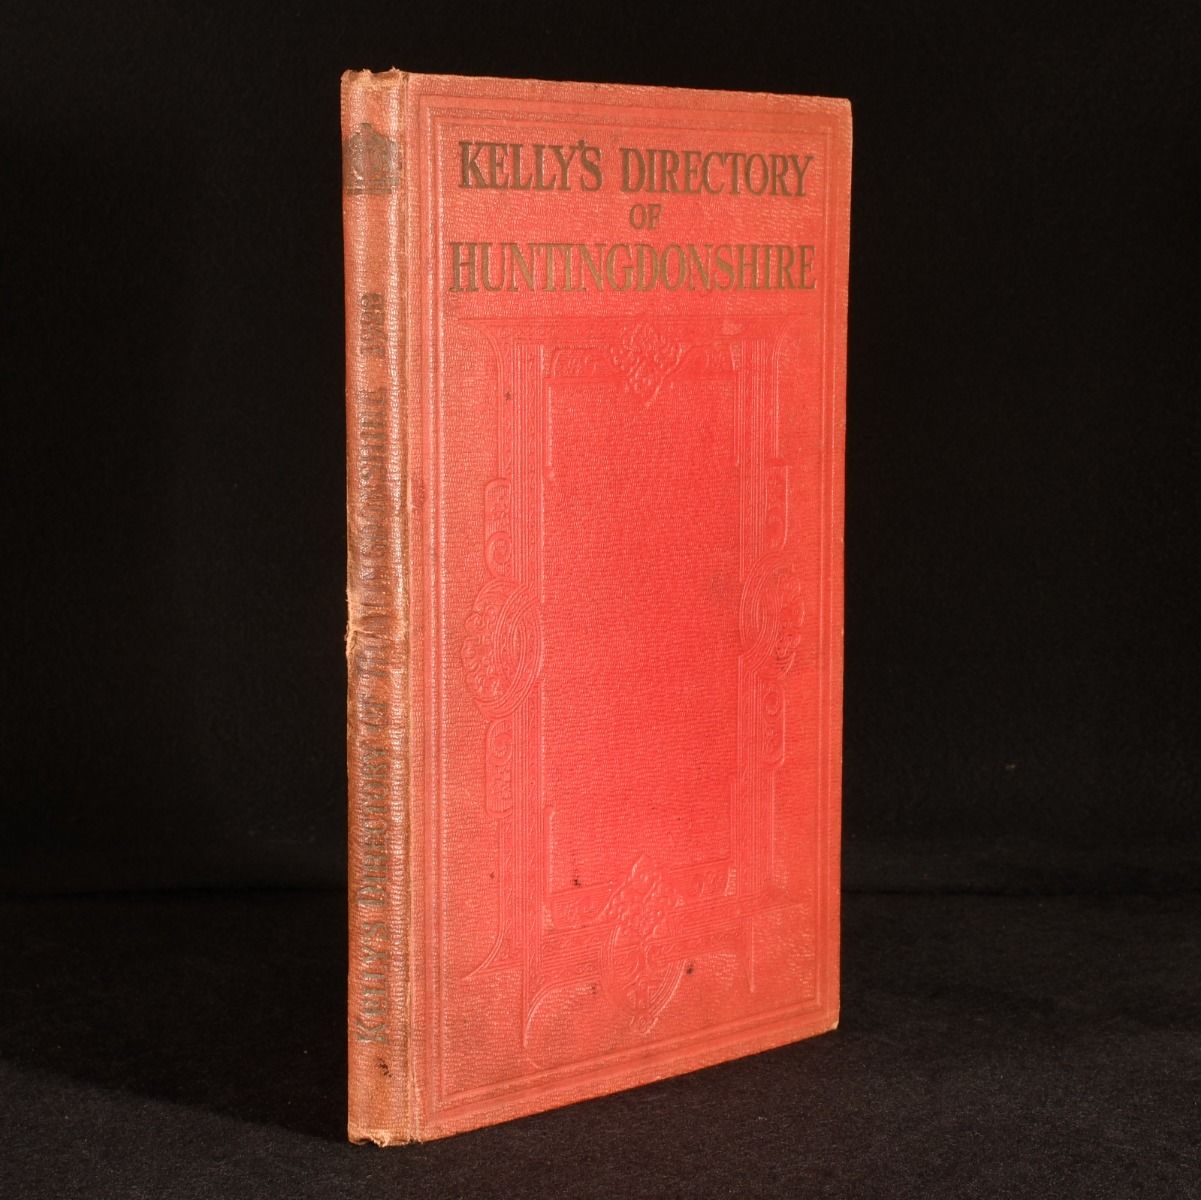 KELLY'S DIRECTORY
OF
HUNTINGDONSHIRE
KELLY'S DIRECTORY OF HUNTINGDONSHIRE